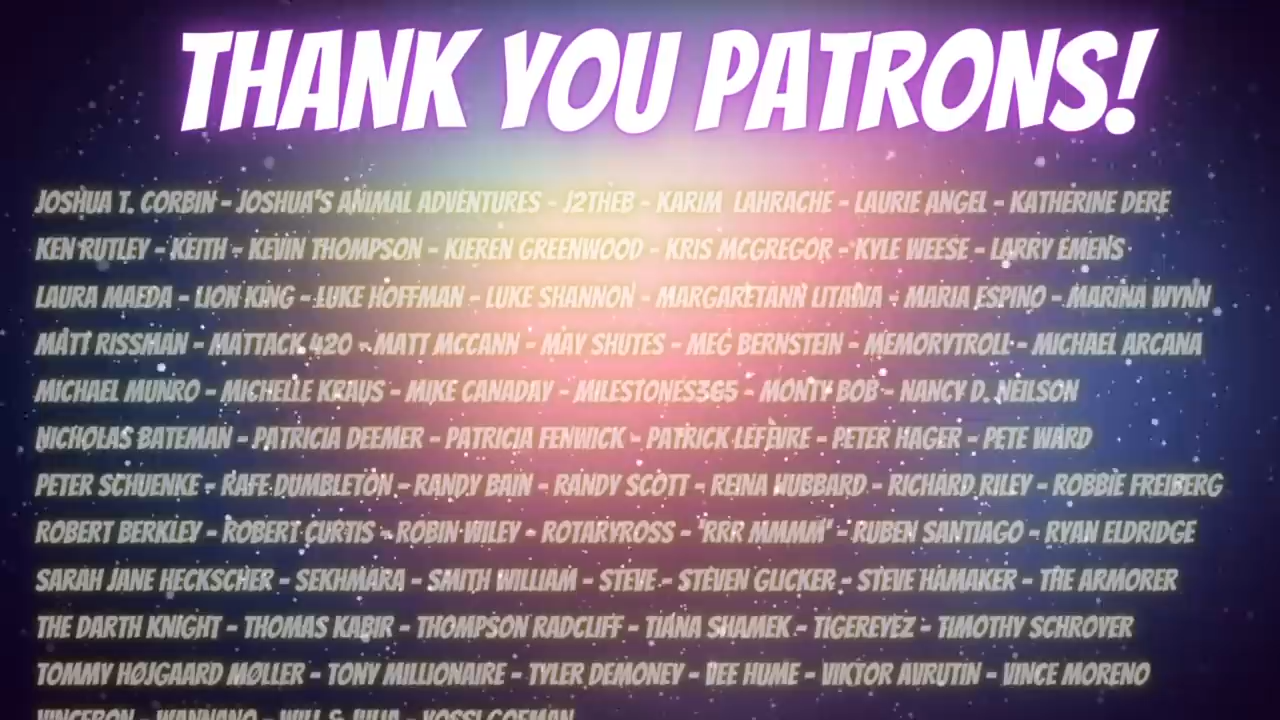 THANK YOU PATRONS!
JOSHUA T. CORBIN - JOSHUA'S ANIMAL ADVENTURES - J2THEB - KARIM LAHRACHE - LAURIE ANGEL - KATHERINE DERE
KEN RUTLEY - KEITH - KEVIN THOMPSON - KIEREN GREENWOOD - KRIS MCGREGOR - KYLE WEESE - LARRY EMENS
LAURA MAEDA - LION KING - LUKE HOFFMAN - LUKE SHANNON - MARGARETANN LITAWA - MARIA ESPINO - MARINA WYNN
MATT RISSMAN - MATTACK 420 - MATT MCCANN - MAY SHUTES - MEG BERNSTEIN - MEMORYTROLL - MICHAEL ARCANA
MICHAEL MUNRO - MICHELLE KRAUS - MIKE CANADAY - MILESTONES365 - MONTY BOB - NANCY D. NEILSON
NICHOLAS BATEMAN - PATRICIA DEEMER - PATRICIA FENWICK - PATRICK LEFEVRE - PETER HAGER - PETE WARD
PETER SCHUENKE - RAFE DUMBLETON - RANDY BAIN - RANDY SCOTT - REINA HUBBARD - RICHARD RILEY - ROBBIE FREIBERG
ROBERT BERKLEY - ROBERT CURTIS - ROBIN WILEY - ROTARYROSS - "RRR MMMM" - RUBEN SANTIAGO - RYAN ELDRIDGE
SARAH JANE HECKSCHER - SEKHMARA - SMITH WILLIAM - STEVE - STEVEN GLICKER - STEVE HAMAKER - THE ARMORER
THE DARTH KNIGHT - THOMAS KABIR - THOMPSON RADCLIFF - TIANA SHAMEK - TIGEREYEZ - TIMOTHY SCHROYER
TOMMY HØJGAARD MØLLER - TONY MILLIONAIRE - TYLER DEMONEY - VEE HUME - VIKTOR AVRUTIN - VINCE MORENO
WILL & JULIA - YOSSI